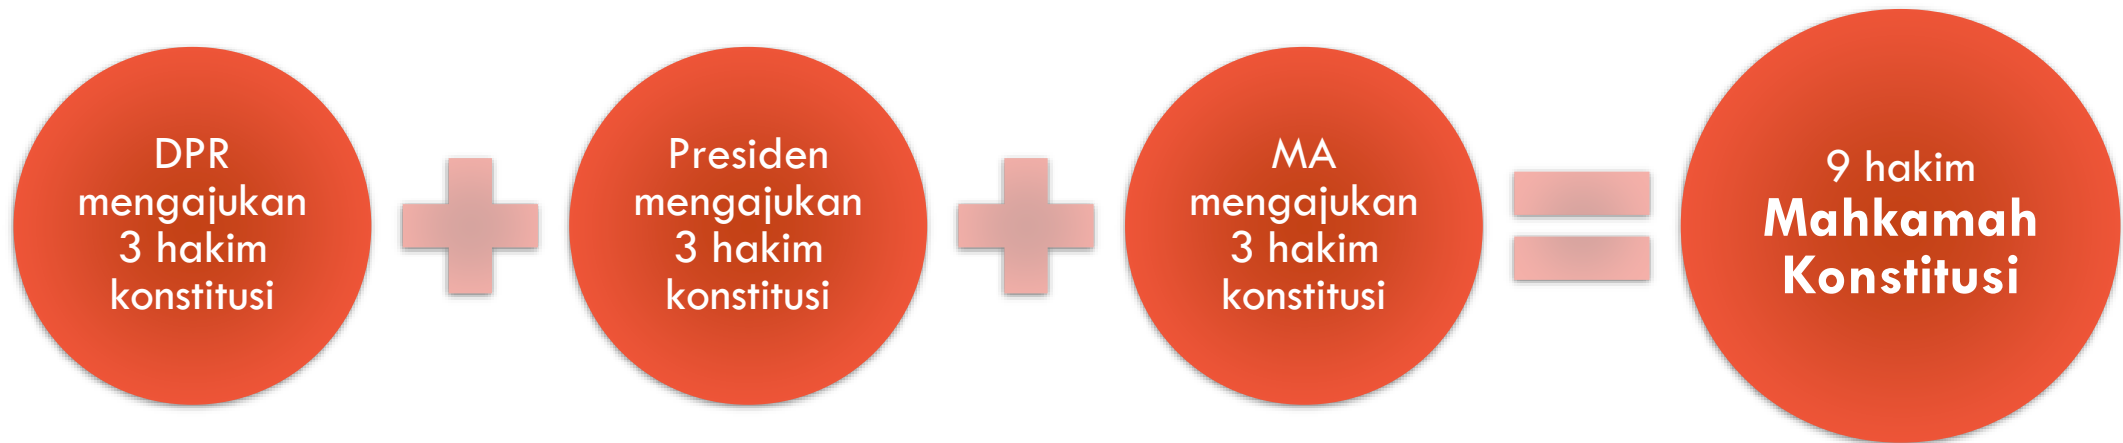 DPR
mengajukan
3 hakim
konstitusi
Presiden
mengajukan
3 hakim
konstitusi
MA
mengajukan
3 hakim
konstitusi
9 hakim
Mahkamah
Konstitusi